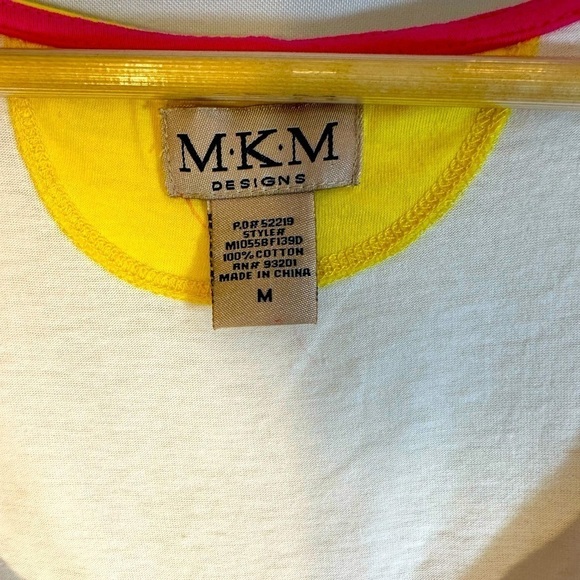 M·K·M
DESIGNS
P.O# 52219
STYLE#
M1055BF139D
100% COTTON
RN# 93201
MADE IN CHINA
M